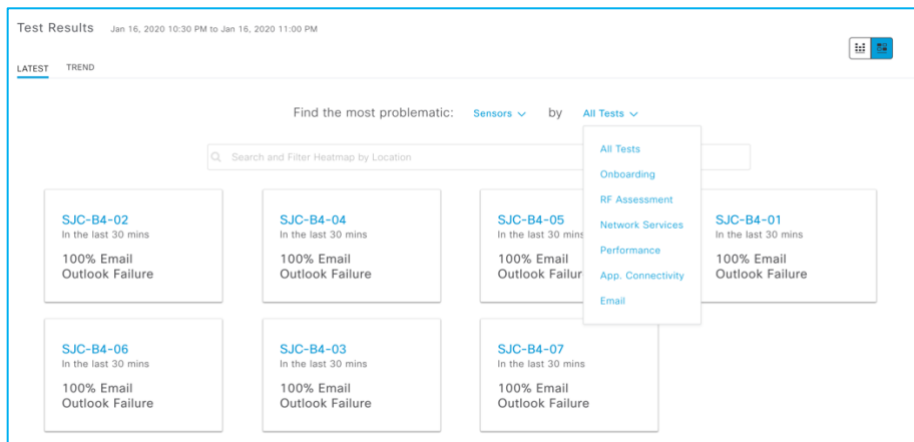 Test Results Jan 16, 2020 10:30 PM to Jan 16, 2020 11:00 PM
LATEST TREND
Find the most problematic: Sensors by All Tests
Search and Filter Heatmap by Location
All Tests
Onboarding
RF Assessment
Network Services
Performance
App. Connectivity
Email
SJC-B4-02
In the last 30 mins
100% Email
Outlook Failure
SJC-B4-04
In the last 30 mins
100% Email
Outlook Failure
SJC-B4-05
In the last 30 mins
100% Email
Outlook Failur
SJC-B4-01
In the last 30 mins
100% Email
Outlook Failure
SJC-B4-06
In the last 30 mins
100% Email
Outlook Failure
SJC-B4-03
In the last 30 mins
100% Email
Outlook Failure
SJC-B4-07
In the last 30 mins
100% Email
Outlook Failure